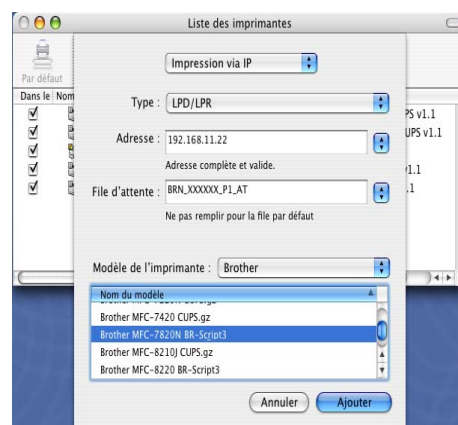 Liste des imprimantes
Impression via IP
Par défaut
Dans le Nom
Type : LPD/LPR
PS v1.1
UPS v1.1
Adresse : 192.168.11.22
Adresse complète et valide.
v1.1
.1
File d'attente : BRN_XXXXXX_P1_AT
Ne pas remplir pour la file par défaut
Modèle de l'imprimante : Brother
Nom du modèle
Brother MFC-7420 CUPS.gz
Brother MFC-7820N BR-Script3
Brother MFC-8210J CUPS.gz
Brother MFC-8220 BR-Script3
Annuler
Ajouter